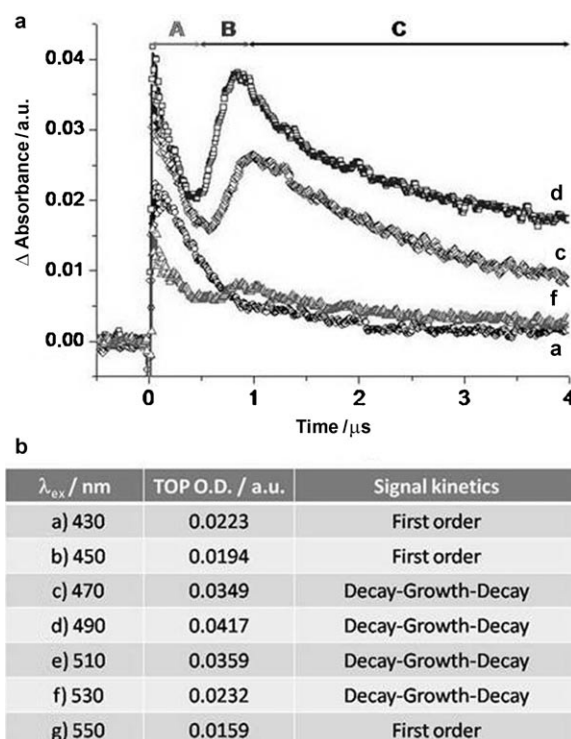 a
A B C
Δ Absorbance / a.u.
0.04
0.03
0.02
0.01
0.00
d
c
f
a
0 1 2 3 4
Time /μs
b
λex / nm TOP O.D. / a.u. Signal kinetics
a) 430 0.0223 First order
b) 450 0.0194 First order
c) 470 0.0349 Decay-Growth-Decay
d) 490 0.0417 Decay-Growth-Decay
e) 510 0.0359 Decay-Growth-Decay
f) 530 0.0232 Decay-Growth-Decay
g) 550 0.0159 First order